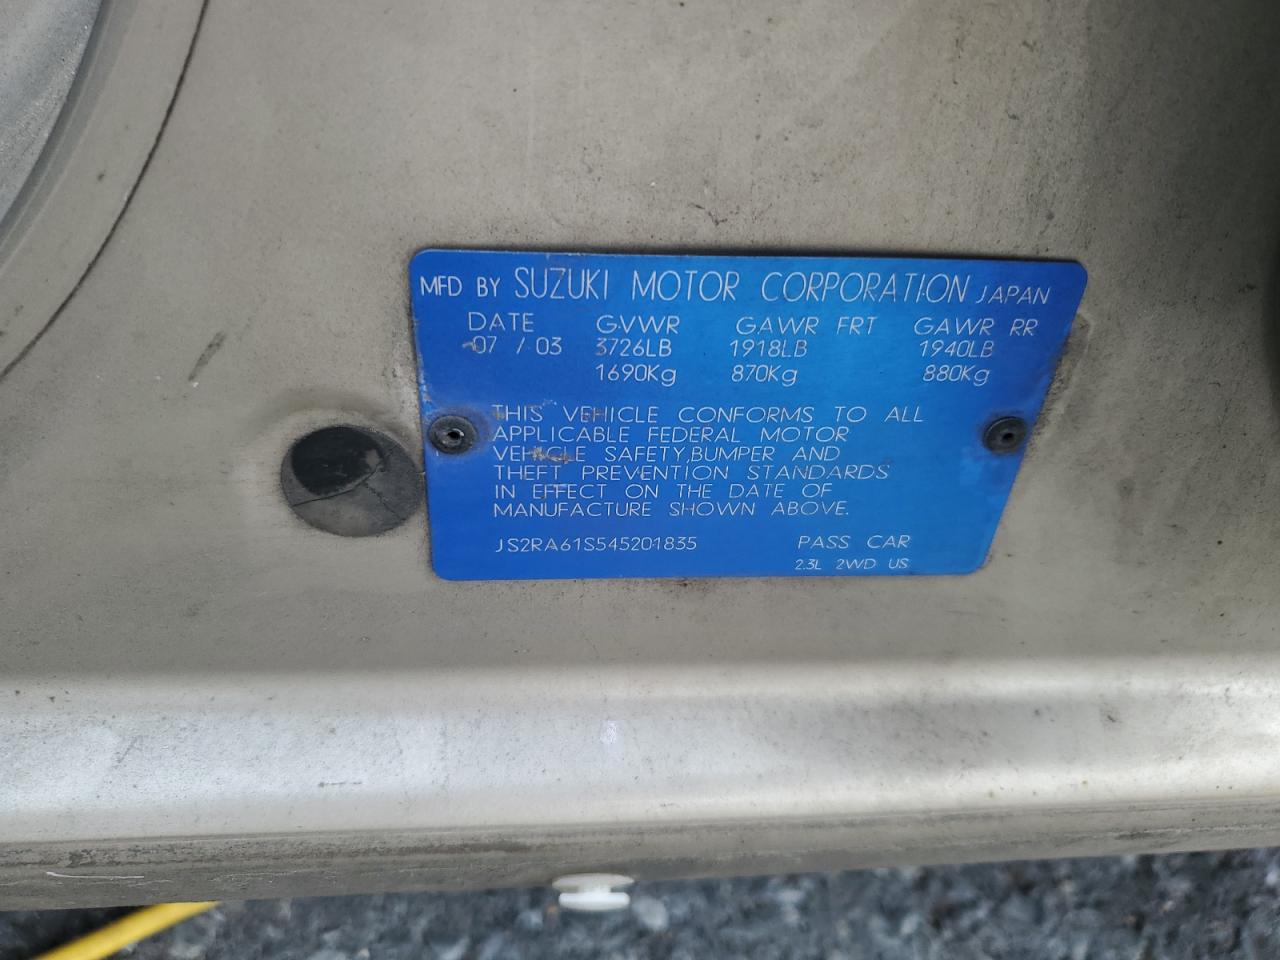 MFD BY SUZUKI MOTOR CORPORATION JAPAN
DATE GVWR GAWR FRT GAWR RR
07 / 03 3726LB 1918LB 1940LB
1690Kg 870Kg 880Kg
THIS VEHICLE CONFORMS TO ALL
APPLICABLE FEDERAL MOTOR
VEHICLE SAFETY,BUMPER AND
THEFT PREVENTION STANDARDS
IN EFFECT ON THE DATE OF
MANUFACTURE SHOWN ABOVE.
JS2RA61S545201835 PASS CAR
2.3L 2WD US